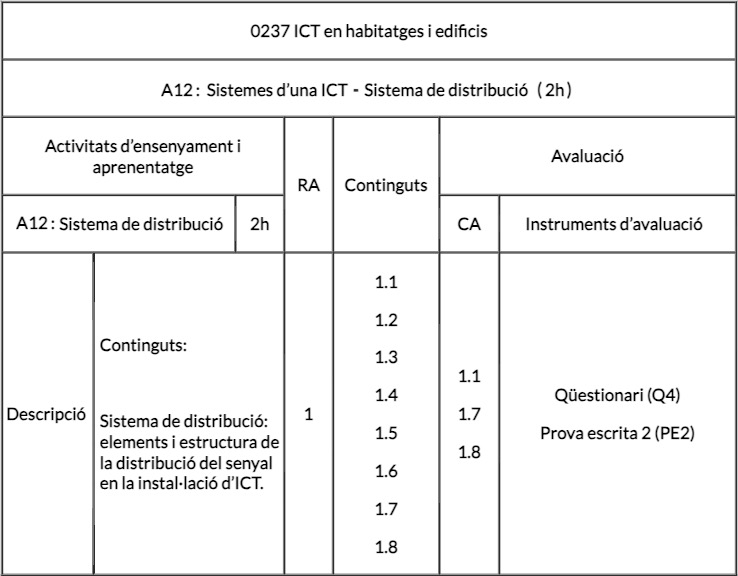 0237 ICT en habitatges i edificis
A12: Sistemes d’una ICT - Sistema de distribució (2h)
Activitats d’ensenyament i
aprenentatge
RA
Continguts
Avaluació
A12: Sistema de distribució
2h
CA
Instruments d’avaluació
Descripció
Continguts:
Sistema de distribució:
elements i estructura de
la distribució del senyal
en la instal·lació d’ICT.
1
1.1
1.2
1.3
1.4
1.5
1.6
1.7
1.8
1.1
1.7
1.8
Qüestionari (Q4)
Prova escrita 2 (PE2)